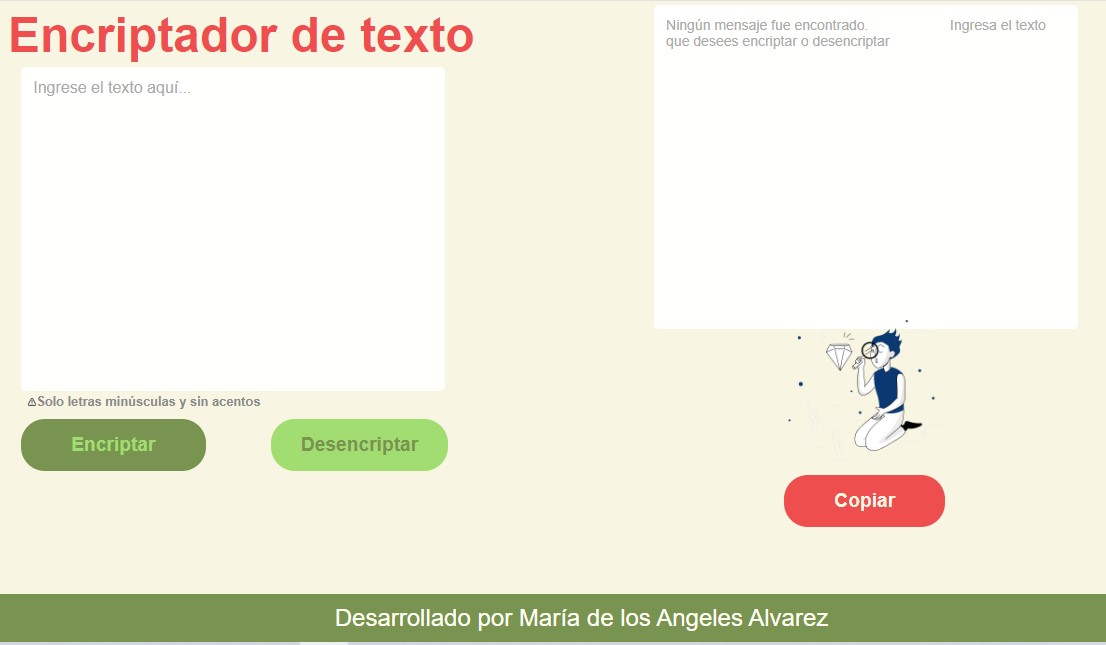 Encriptador de texto
Ingrese el texto aquí...
⚠Solo letras minúsculas y sin acentos
Encriptar
Desencriptar
Ningún mensaje fue encontrado. Ingresa el texto
que desees encriptar o desencriptar
Copiar
Desarrollado por María de los Angeles Alvarez